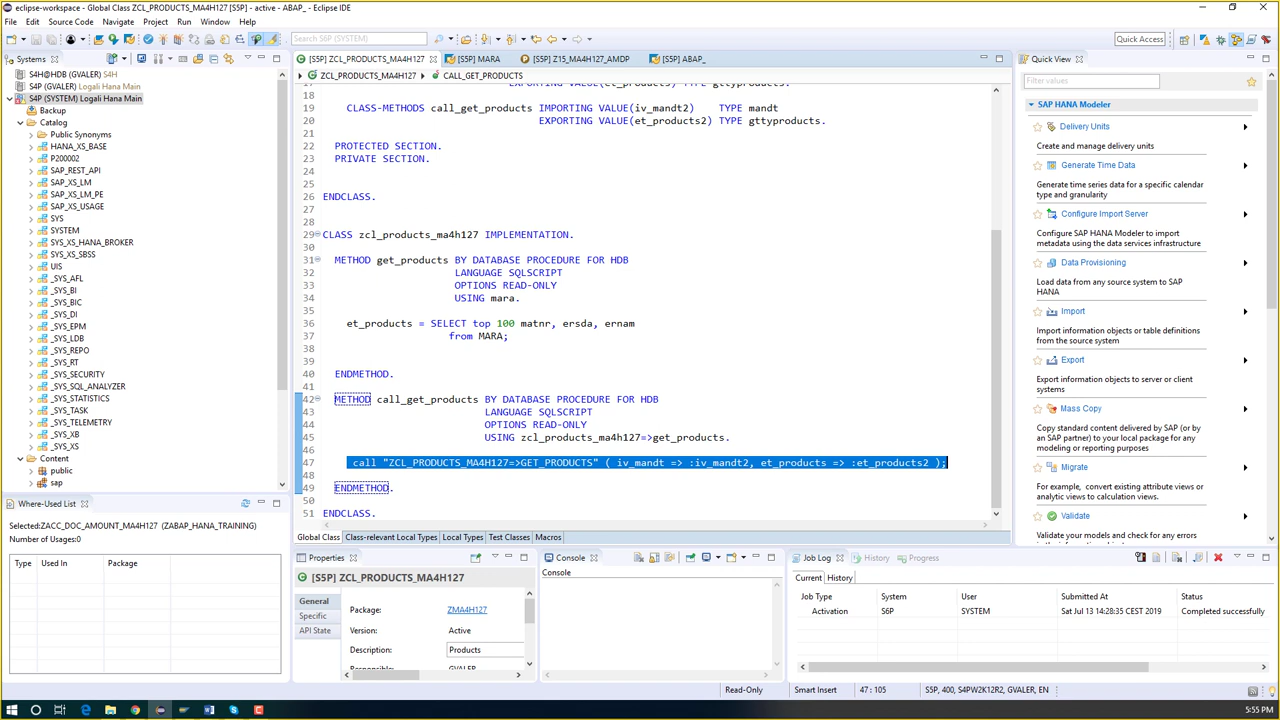 eclipse-workspace - Global Class ZCL_PRODUCTS_MA4H127 [S5P] - active - ABAP_ - Eclipse IDE
File Edit Source Code Navigate Project Run Window Help
Search S6P (SYSTEM)
Quick Access
Systems
[S5P] ZCL_PRODUCTS_MA4H127
[S5P] MARA
[S5P] Z15_MA4H127_AMDP
[S5P] ABAP_
Quick View
ZCL_PRODUCTS_MA4H127 CALL_GET_PRODUCTS
S4H@HDB (GVALER) S4H
S4P (GVALER) Logali Hana Main
S4P (SYSTEM) Logali Hana Main
Backup
Catalog
Public Synonyms
HANA_XS_BASE
P200002
SAP_REST_API
SAP_XS_LM
SAP_XS_LM_PE
SAP_XS_USAGE
SYS
SYSTEM
SYS_XS_HANA_BROKER
SYS_XS_SBSS
UIS
_SYS_AFL
_SYS_BI
_SYS_BIC
_SYS_DI
_SYS_EPM
_SYS_LDB
_SYS_REPO
_SYS_RT
_SYS_SECURITY
_SYS_SQL_ANALYZER
_SYS_STATISTICS
_SYS_TASK
_SYS_TELEMETRY
_SYS_XB
_SYS_XS
Content
public
sap
17 EXPORTING VALUE(et_products) TYPE gttyproducts.
18
19 CLASS-METHODS call_get_products IMPORTING VALUE(iv_mandt2) TYPE mandt
20 EXPORTING VALUE(et_products2) TYPE gttyproducts.
21
22 PROTECTED SECTION.
23 PRIVATE SECTION.
24
25
26 ENDCLASS.
27
28
29 CLASS zcl_products_ma4h127 IMPLEMENTATION.
30
31 METHOD get_products BY DATABASE PROCEDURE FOR HDB
32 LANGUAGE SQLSCRIPT
33 OPTIONS READ-ONLY
34 USING mara.
35
36 et_products = SELECT top 100 matnr, ersda, ernam
37 from MARA;
38
39
40 ENDMETHOD.
41
42 METHOD call_get_products BY DATABASE PROCEDURE FOR HDB
43 LANGUAGE SQLSCRIPT
44 OPTIONS READ-ONLY
45 USING zcl_products_ma4h127=>get_products.
46
47 call "ZCL_PRODUCTS_MA4H127=>GET_PRODUCTS" ( iv_mandt => :iv_mandt2, et_products => :et_products2 );
48
49 ENDMETHOD.
50
51 ENDCLASS.
Global Class Class-relevant Local Types Local Types Test Classes Macros
Filter values
SAP HANA Modeler
Delivery Units
Create and manage delivery units
Generate Time Data
Generate time series data for a specific calendar
type and granularity
Configure Import Server
Configure SAP HANA Modeler to import
metadata using the data services infrastructure
Data Provisioning
Load data from any source system to SAP
HANA
Import
Import information objects or table definitions
from the source system
Export
Export information objects to server or client
systems
Mass Copy
Copy standard content delivered by SAP (or by
an SAP partner) to your local package for
modeling or reporting
Migrate
For example, convert existing attribute views or
analytic views to calculation views.
Validate
Validate your models and check for any errors
Where-Used List
Selected:ZACC_DOC_AMOUNT_MA4H127 (ZABAP_HANA_TRAINING)
Number of Usages:0
Type Used In Package
Properties
[S5P] ZCL_PRODUCTS_MA4H127
General
Specific
API State
Package: ZMA4H127
Version: Active
Description: Products
Responsible: GVALER
Console
Console
Job Log History Progress
Current History
Job Type System User Submitted At Status
Activation S6P SYSTEM Sat Jul 13 14:28:35 CEST 2019 Completed successfully
Read-Only Smart Insert 47 : 105 S5P, 400, S4PW2K12R2, GVALER, EN
5:55 PM